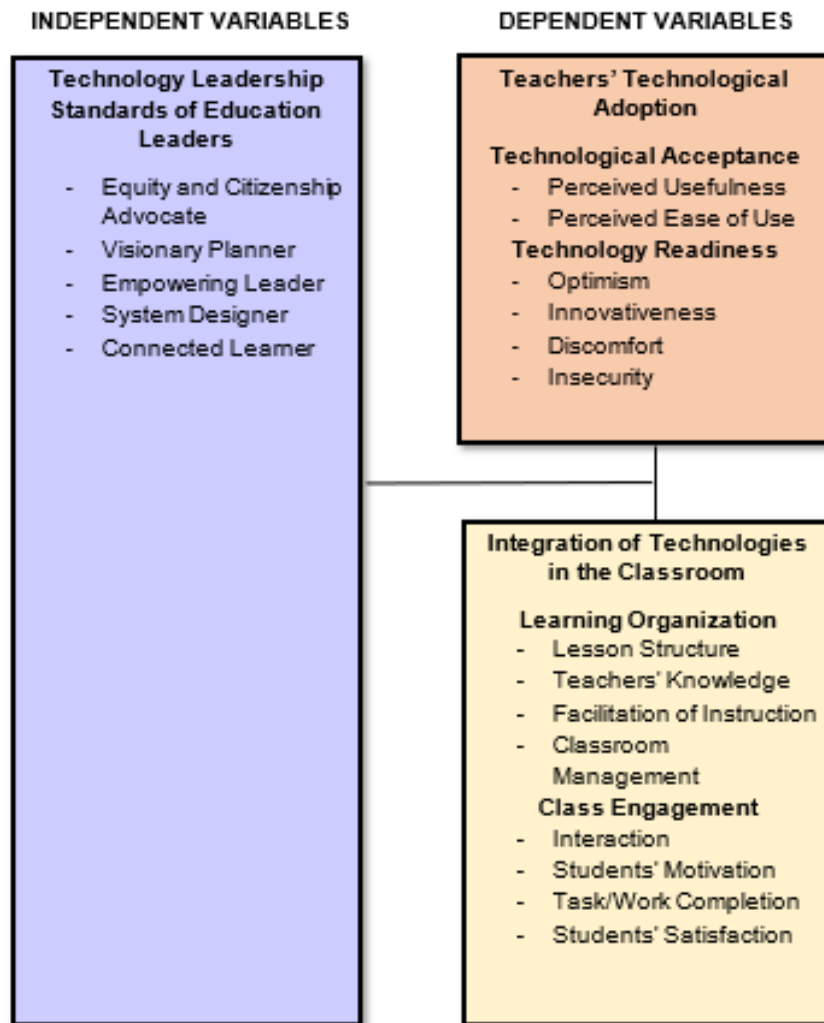 INDEPENDENT VARIABLES
Technology Leadership
Standards of Education
Leaders
- Equity and Citizenship
Advocate
- Visionary Planner
- Empowering Leader
- System Designer
- Connected Learner
DEPENDENT VARIABLES
Teachers' Technological
Adoption
Technological Acceptance
- Perceived Usefulness
- Perceived Ease of Use
Technology Readiness
- Optimism
- Innovativeness
- Discomfort
- Insecurity
Integration of Technologies
in the Classroom
Learning Organization
- Lesson Structure
- Teachers' Knowledge
- Facilitation of Instruction
- Classroom
Management
Class Engagement
- Interaction
- Students' Motivation
- Task/Work Completion
- Students' Satisfaction